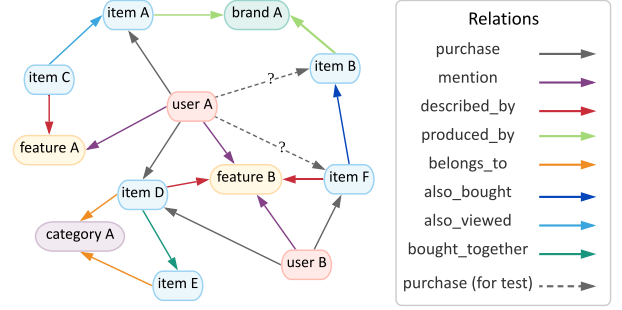 item A
brand A
item B
item C
user A
feature A
feature B
item F
item D
category A
user B
item E
?
?
Relations
purchase
mention
described_by
produced_by
belongs_to
also_bought
also_viewed
bought_together
purchase (for test)